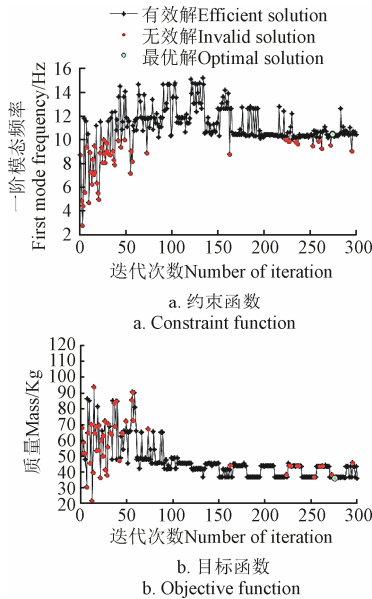 有效解Efficient solution
无效解Invalid solution
最优解Optimal solution
一阶模态频率
First mode frequency/Hz
16
14
12
10
8
6
4
2
0 50 100 150 200 250 300
迭代次数Number of iteration
a. 约束函数
a. Constraint function
质量Mass/Kg
120
110
100
90
80
70
60
50
40
30
20
0 50 100 150 200 250 300
迭代次数Number of iteration
b. 目标函数
b. Objective function